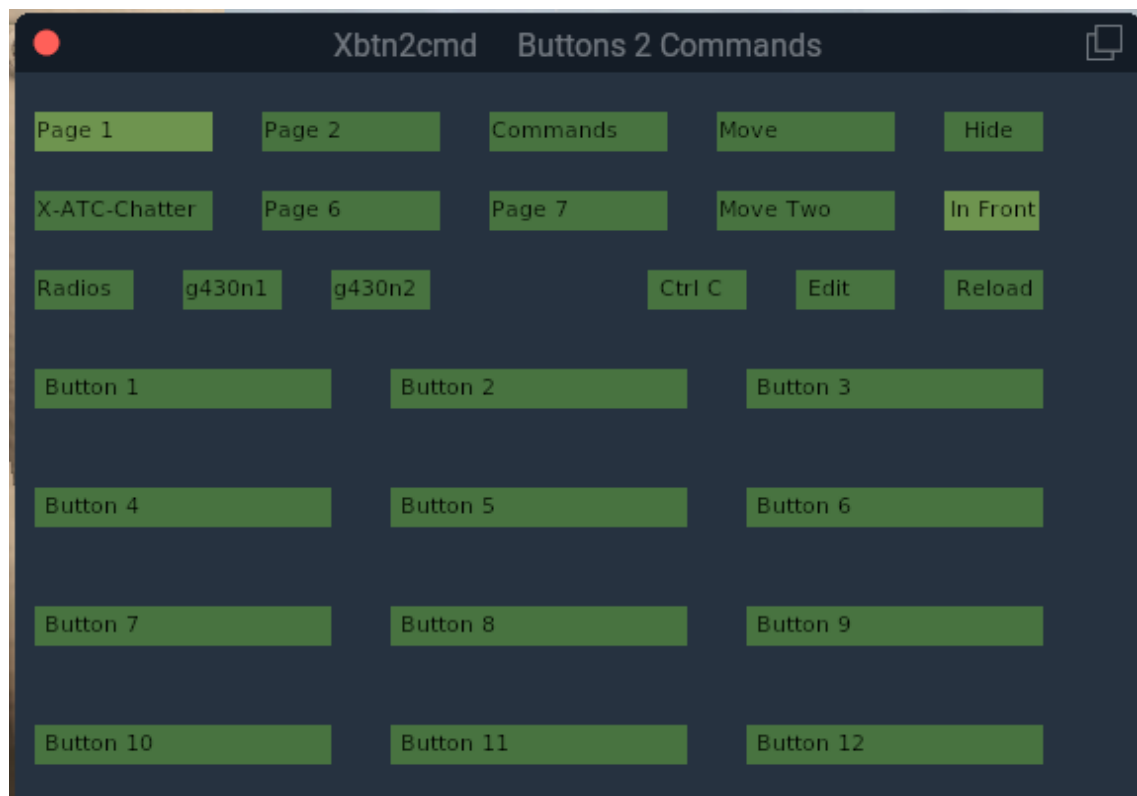 Xbtn2cmd Buttons 2 Commands
Page 1 Page 2 Commands Move Hide
X-ATC-Chatter Page 6 Page 7 Move Two In Front
Radios g430n1 g430n2 Ctrl C Edit Reload
Button 1 Button 2 Button 3
Button 4 Button 5 Button 6
Button 7 Button 8 Button 9
Button 10 Button 11 Button 12